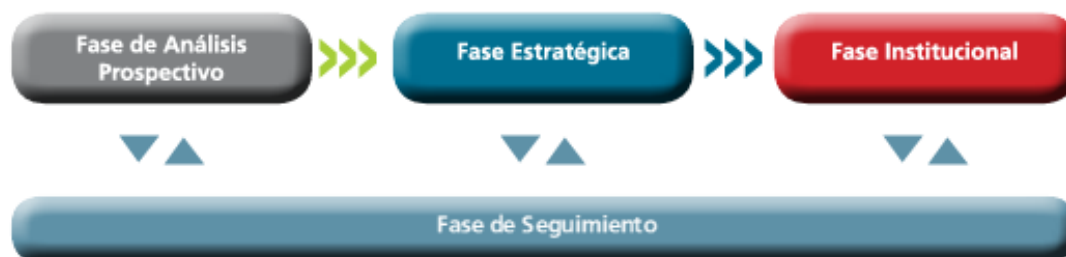 Fase de Análisis
Prospectivo
Fase Estratégica
Fase Institucional
Fase de Seguimiento